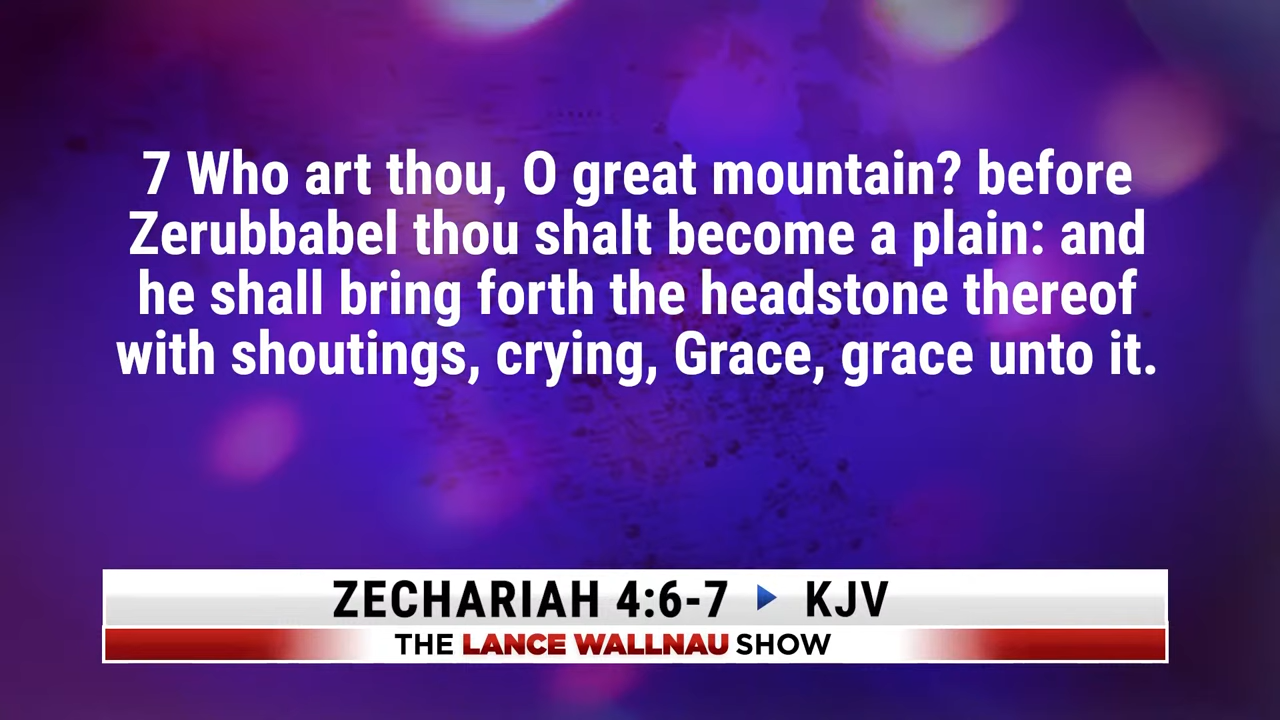 7 Who art thou, O great mountain? before
Zerubbabel thou shalt become a plain: and
he shall bring forth the headstone thereof
with shoutings, crying, Grace, grace unto it.
ZECHARIAH 4:6-7 ▶ KJV
THE LANCE WALLNAU SHOW